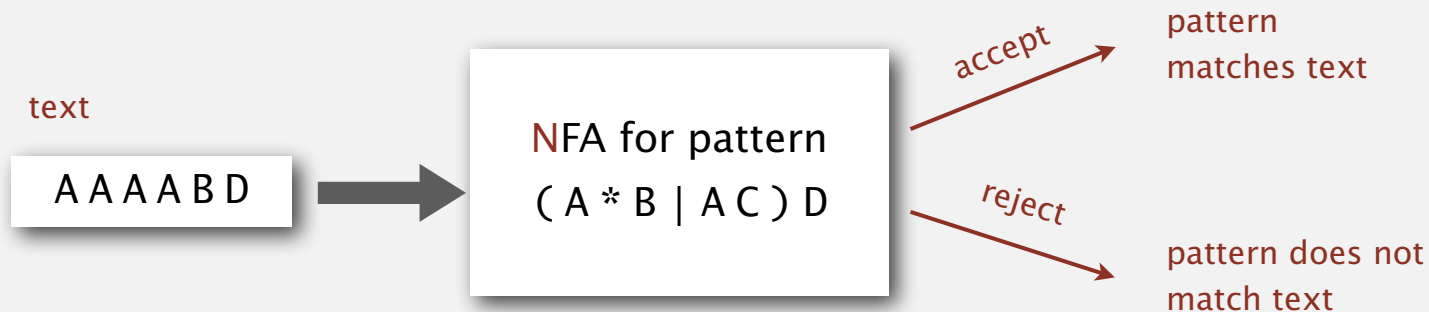 text
A A A A B D
NFA for pattern
( A * B | A C ) D
accept
pattern
matches text
reject
pattern does not
match text